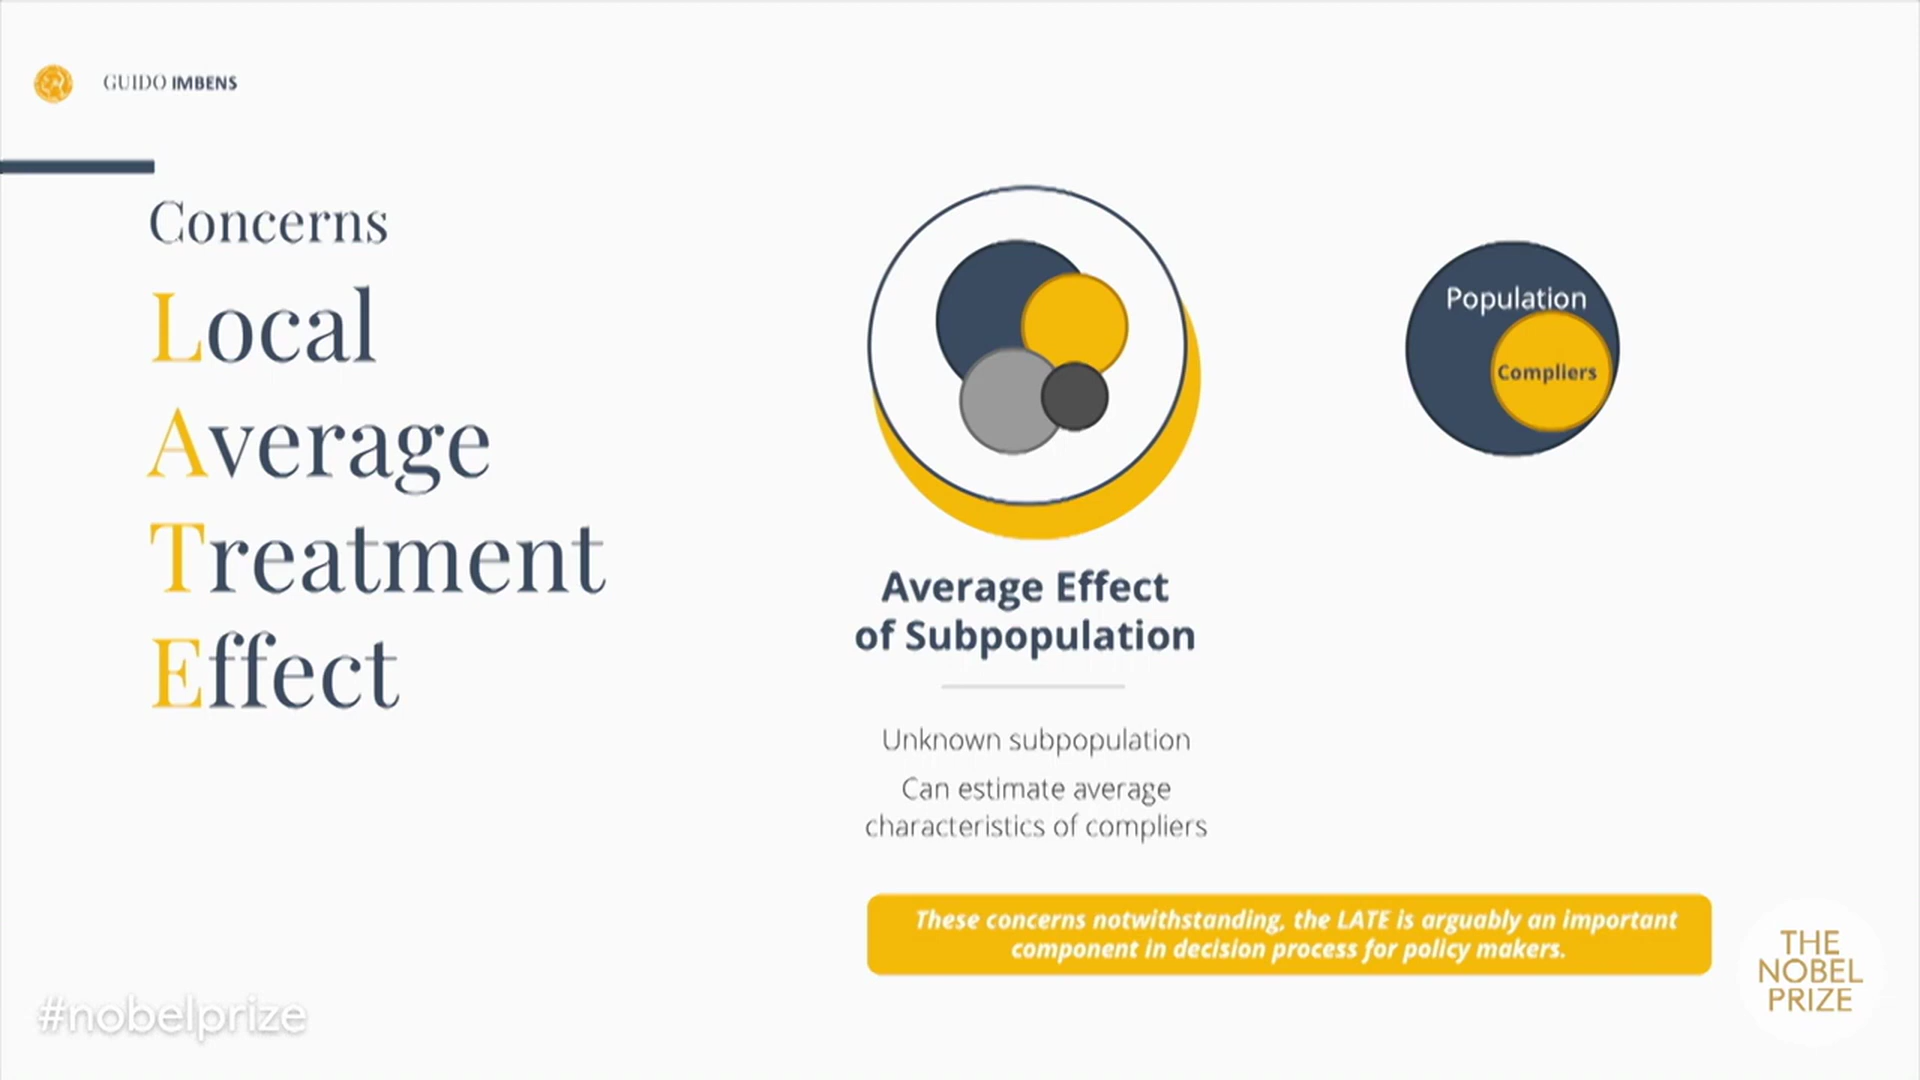 GUIDO IMBENS
Concerns
Local
Average
Treatment
Effect
Population
Compliers
Average Effect
of Subpopulation
Unknown subpopulation
Can estimate average
characteristics of compliers
These concerns notwithstanding, the LATE is arguably an important
component in decision process for policy makers.
#nobelprize
THE
NOBEL
PRIZE